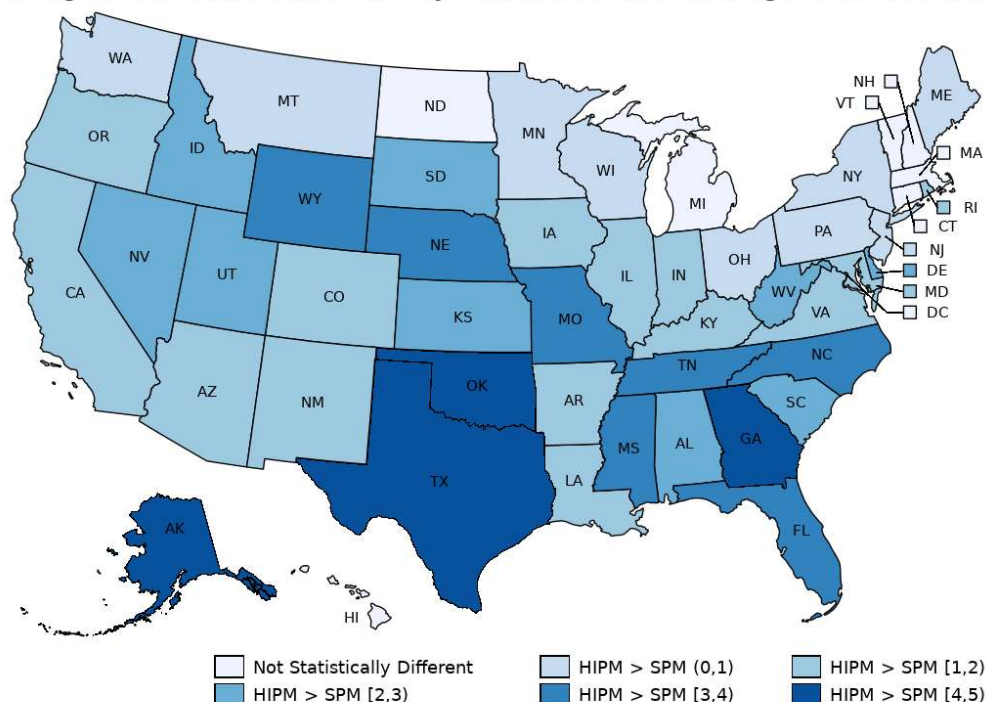 WA
MT
ND
MN
OR
ID
WY
SD
WI
MI
NY
ME
NH
VT
MA
RI
CT
NJ
DE
MD
DC
NV
UT
CO
NE
IA
IL
IN
OH
PA
WV
VA
CA
KS
MO
KY
TN
NC
AZ
NM
OK
AR
SC
TX
LA
MS
AL
GA
FL
AK
HI
Not Statistically Different
HIPM > SPM (0,1)
HIPM > SPM [1,2)
HIPM > SPM [2,3)
HIPM > SPM [3,4)
HIPM > SPM [4,5)